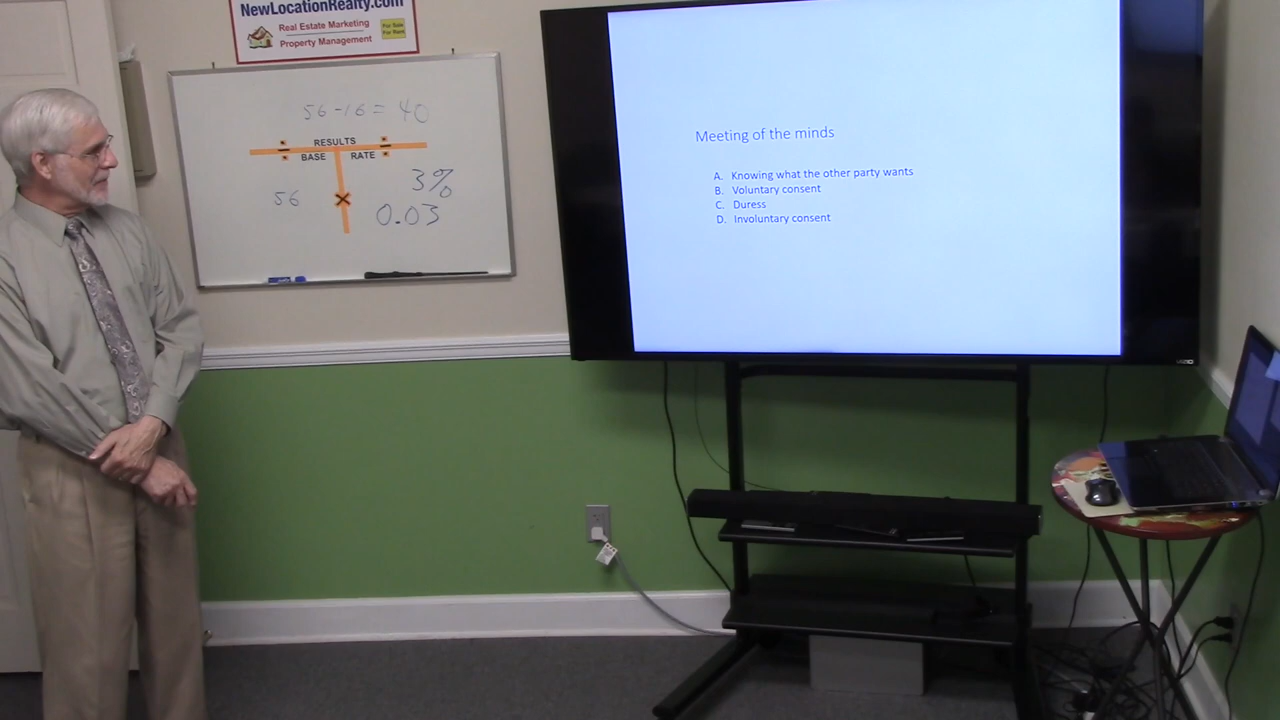 NewLocationRealty.com
Real Estate Marketing
Property Management
For Sale
For Rent
56 - 16 = 40
RESULTS
BASE
RATE
56
3%
0.03
Meeting of the minds
A. Knowing what the other party wants
B. Voluntary consent
C. Duress
D. Involuntary consent
VIZIO